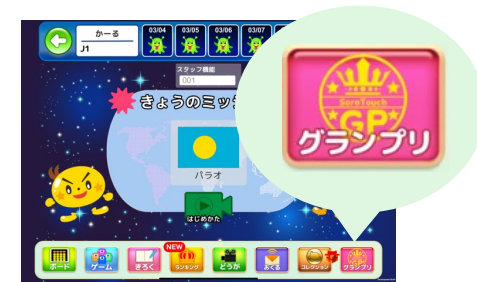 かーる
J1
03/04
03/05
03/06
03/07
スタッフ機能
001
きょうのミッ
パラオ
はじめかた
SoroTouch
GP
グランプリ
ボード
ゲーム
きろく
NEW
ランキング
どうが
おくる
コレクション
グランプリ